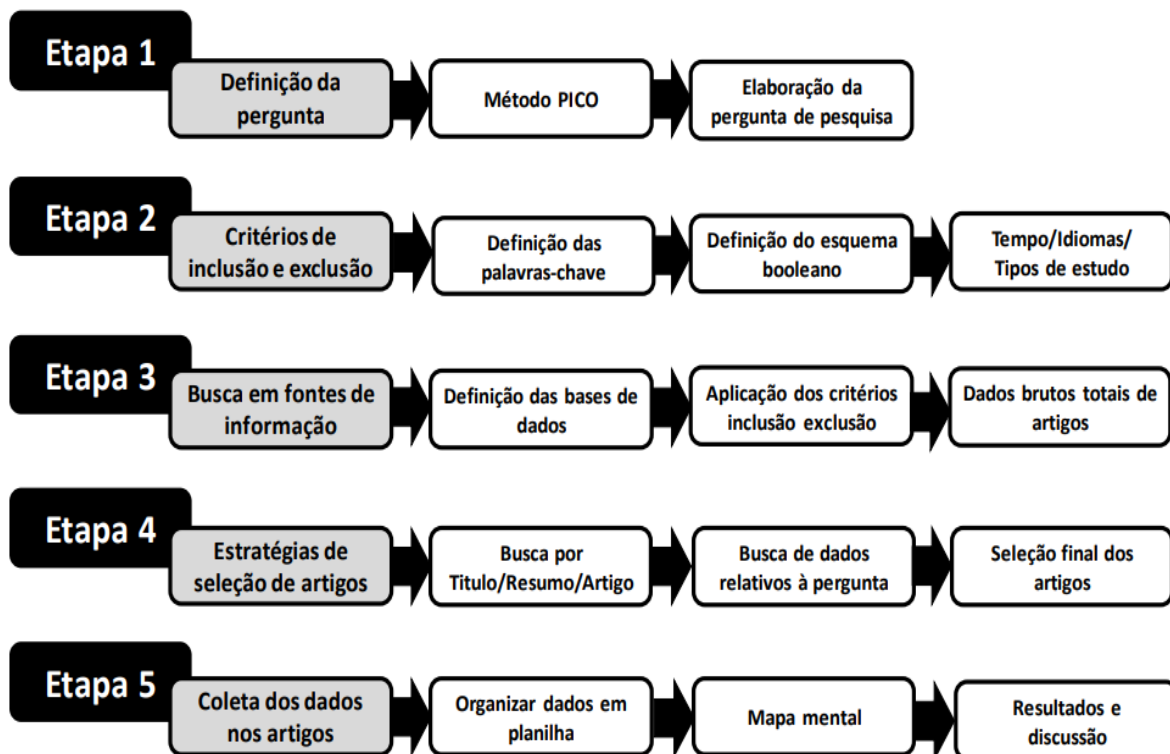 Etapa 1
Definição da
pergunta
Método PICO
Elaboração da
pergunta de pesquisa
Etapa 2
Critérios de
inclusão e exclusão
Definição das
palavras-chave
Definição do esquema
booleano
Tempo/Idiomas/
Tipos de estudo
Etapa 3
Busca em fontes de
informação
Definição das bases de
dados
Aplicação dos critérios
inclusão exclusão
Dados brutos totais de
artigos
Etapa 4
Estratégias de
seleção de artigos
Busca por
Titulo/Resumo/Artigo
Busca de dados
relativos à pergunta
Seleção final dos
artigos
Etapa 5
Coleta dos dados
nos artigos
Organizar dados em
planilha
Mapa mental
Resultados e
discussão